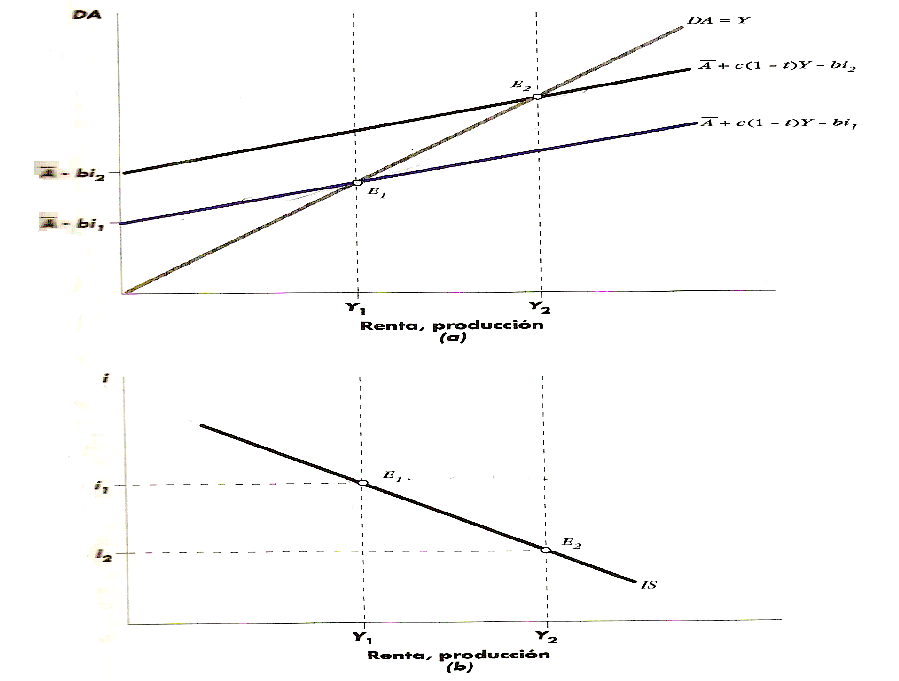 DA
DA = Y
A̅ + c(1 - t)Y - bi₂
E₂
A̅ + c(1 - t)Y - bi₁
A̅ - bi₂
E₁
A̅ - bi₁
Y₁ Y₂
Renta, producción
(a)
i
E₁
i₁
E₂
i₂
IS
Y₁ Y₂
Renta, producción
(b)